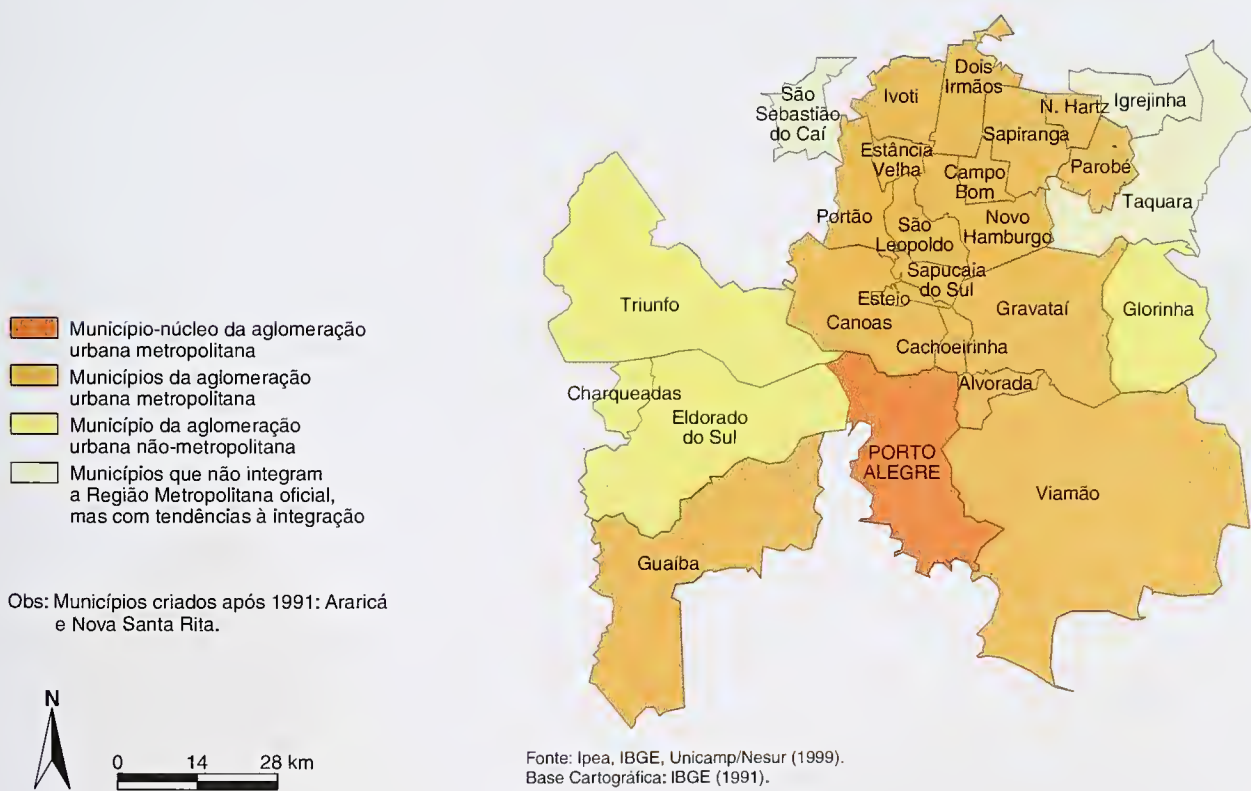 Município-núcleo da aglomeração
urbana metropolitana
Municípios da aglomeração
urbana metropolitana
Município da aglomeração
urbana não-metropolitana
Municípios que não integram
a Região Metropolitana oficial,
mas com tendências à integração
Obs: Municípios criados após 1991: Araricá
e Nova Santa Rita.
N
0 14 28 km
São
Sebastião
do Caí
Ivoti
Dois
Irmãos
N. Hartz
Igrejinha
Sapiranga
Estância
Velha
Campo
Bom
Parobé
Portão
São
Leopoldo
Novo
Hamburgo
Taquara
Sapucaia
do Sul
Triunfo
Esteio
Canoas
Gravataí
Glorinha
Cachoeirinha
Charqueadas
Eldorado
do Sul
Alvorada
PORTO
ALEGRE
Viamão
Guaíba
Fonte: Ipea, IBGE, Unicamp/Nesur (1999).
Base Cartográfica: IBGE (1991).